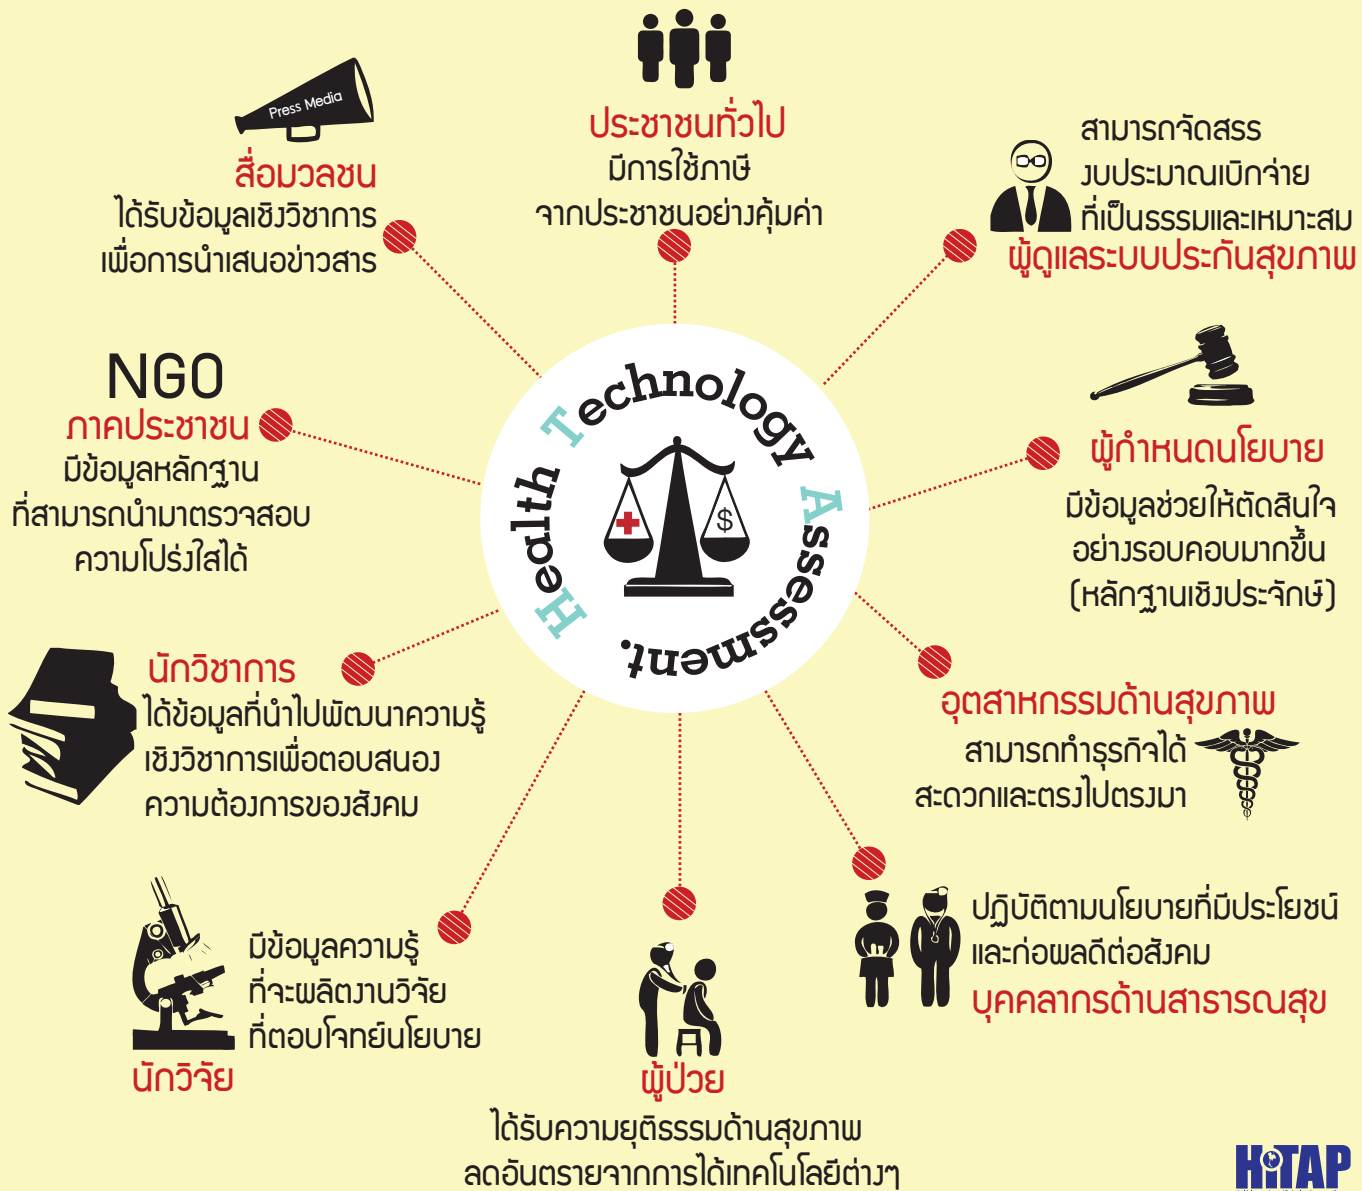 Press Media
สื่อมวลชน
ได้รับข้อมูลเชิงวิชาการ
เพื่อการนำเสนอข่าวสาร
ประชาชนทั่วไป
มีการใช้ภาษี
จากประชาชนอย่างคุ้มค่า
สามารถจัดสรร
งบประมาณเบิกจ่าย
ที่เป็นธรรมและเหมาะสม
ผู้ดูแลระบบประกันสุขภาพ
NGO
ภาคประชาชน
มีข้อมูลหลักฐาน
ที่สามารถนำมาตรวจสอบ
ความโปร่งใสได้
Health Technology Assessment.
$
ผู้กำหนดนโยบาย
มีข้อมูลช่วยให้ตัดสินใจ
อย่างรอบคอบมากขึ้น
(หลักฐานเชิงประจักษ์)
นักวิชาการ
ได้ข้อมูลที่นำไปพัฒนาความรู้
เชิงวิชาการเพื่อตอบสนอง
ความต้องการของสังคม
อุตสาหกรรมด้านสุขภาพ
สามารถทำธุรกิจได้
สะดวกและตรงไปตรงมา
มีข้อมูลความรู้
ที่จะผลิตงานวิจัย
ที่ตอบโจทย์นโยบาย
นักวิจัย
ผู้ป่วย
ได้รับความยุติธรรมด้านสุขภาพ
ลดอันตรายจากการได้เทคโนโลยีต่างๆ
ปฏิบัติตามนโยบายที่มีประโยชน์
และก่อผลดีต่อสังคม
บุคคลากรด้านสาธารณสุข
HiTAP